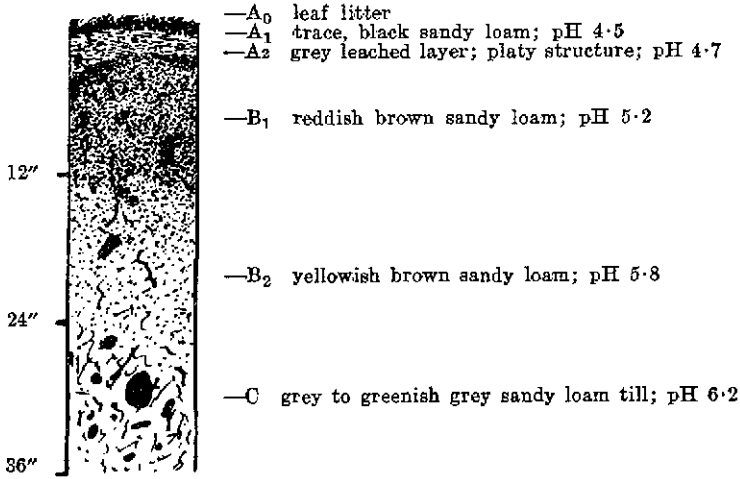 —A₀ leaf litter
—A₁ trace, black sandy loam; pH 4·5
—A₂ grey leached layer; platy structure; pH 4·7
—B₁ reddish brown sandy loam; pH 5·2
12″
—B₂ yellowish brown sandy loam; pH 5·8
24″
—C grey to greenish grey sandy loam till; pH 6·2
36″